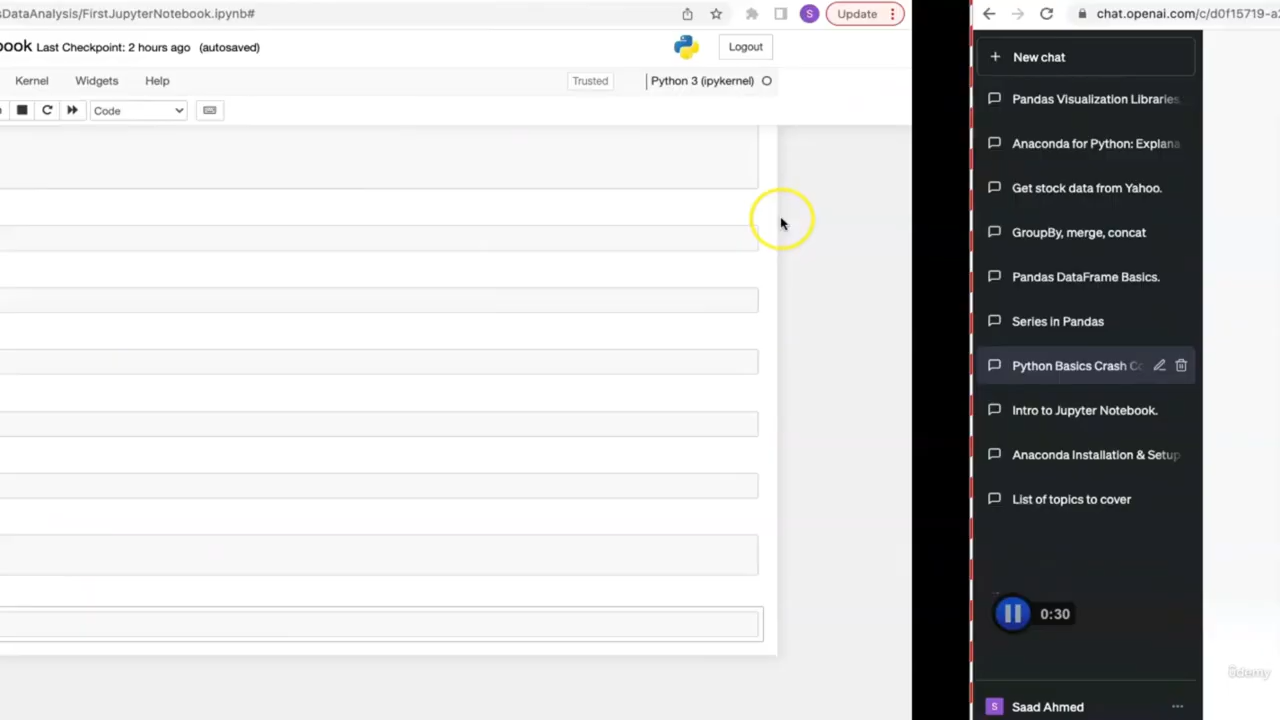 sDataAnalysis/FirstJupyterNotebook.ipynb#
S
Update
ook Last Checkpoint: 2 hours ago (autosaved)
Logout
Kernel Widgets Help
Trusted
Python 3 (ipykernel)
Code
chat.openai.com/c/d0f15719-a
New chat
Pandas Visualization Libraries,
Anaconda for Python: Explana
Get stock data from Yahoo.
GroupBy, merge, concat
Pandas DataFrame Basics.
Series in Pandas
Python Basics Crash Co
Intro to Jupyter Notebook.
Anaconda Installation & Setup
List of topics to cover
0:30
ûdemy
S Saad Ahmed